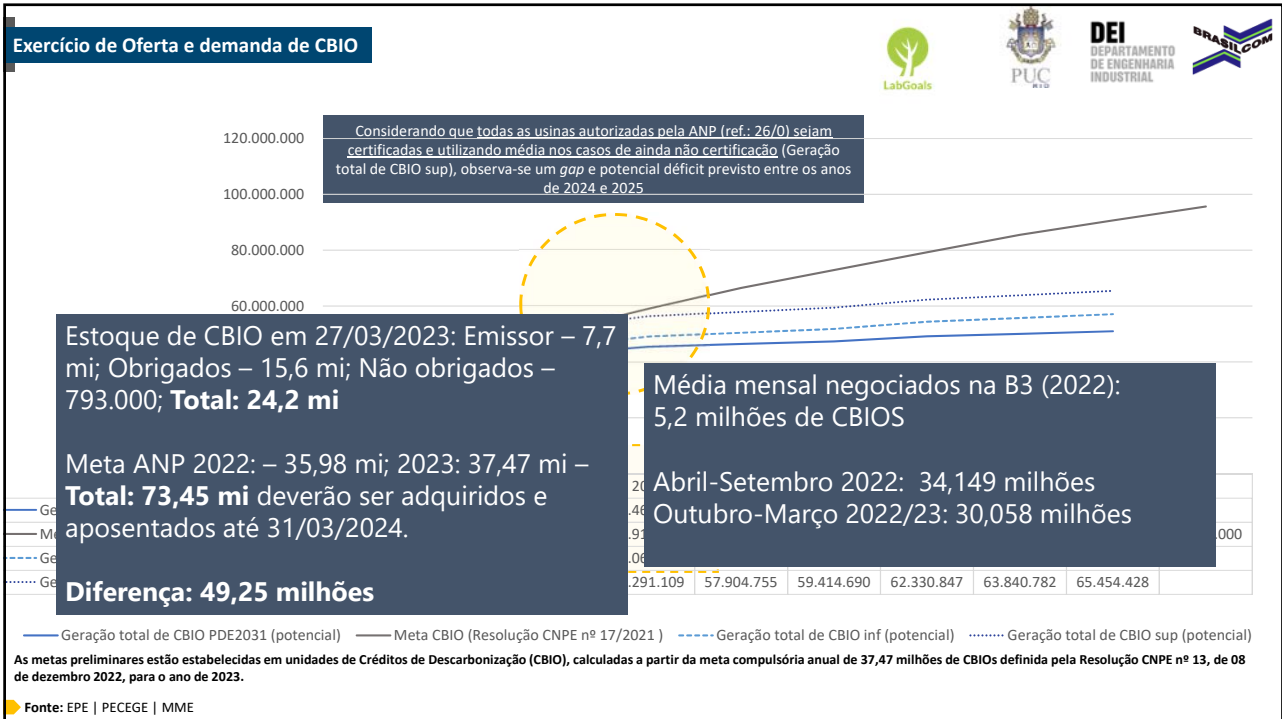 Exercício de Oferta e demanda de CBIO
LabGoals
PUC
RIO
DEI
DEPARTAMENTO
DE ENGENHARIA
INDUSTRIAL
BRASILCOM
120.000.000
100.000.000
80.000.000
60.000.000
Considerando que todas as usinas autorizadas pela ANP (ref.: 26/0) sejam
certificadas e utilizando média nos casos de ainda não certificação (Geração
total de CBIO sup), observa-se um gap e potencial déficit previsto entre os anos
de 2024 e 2025
Estoque de CBIO em 27/03/2023: Emissor – 7,7
mi; Obrigados – 15,6 mi; Não obrigados –
793.000; Total: 24,2 mi
Meta ANP 2022: – 35,98 mi; 2023: 37,47 mi –
Total: 73,45 mi deverão ser adquiridos e
aposentados até 31/03/2024.
Diferença: 49,25 milhões
Média mensal negociados na B3 (2022):
5,2 milhões de CBIOS
Abril-Setembro 2022: 34,149 milhões
Outubro-Março 2022/23: 30,058 milhões
.000
.291.109 57.904.755 59.414.690 62.330.847 63.840.782 65.454.428
Geração total de CBIO PDE2031 (potencial) Meta CBIO (Resolução CNPE nº 17/2021 ) Geração total de CBIO inf (potencial) Geração total de CBIO sup (potencial)
As metas preliminares estão estabelecidas em unidades de Créditos de Descarbonização (CBIO), calculadas a partir da meta compulsória anual de 37,47 milhões de CBIOs definida pela Resolução CNPE nº 13, de 08
de dezembro 2022, para o ano de 2023.
Fonte: EPE | PECEGE | MME